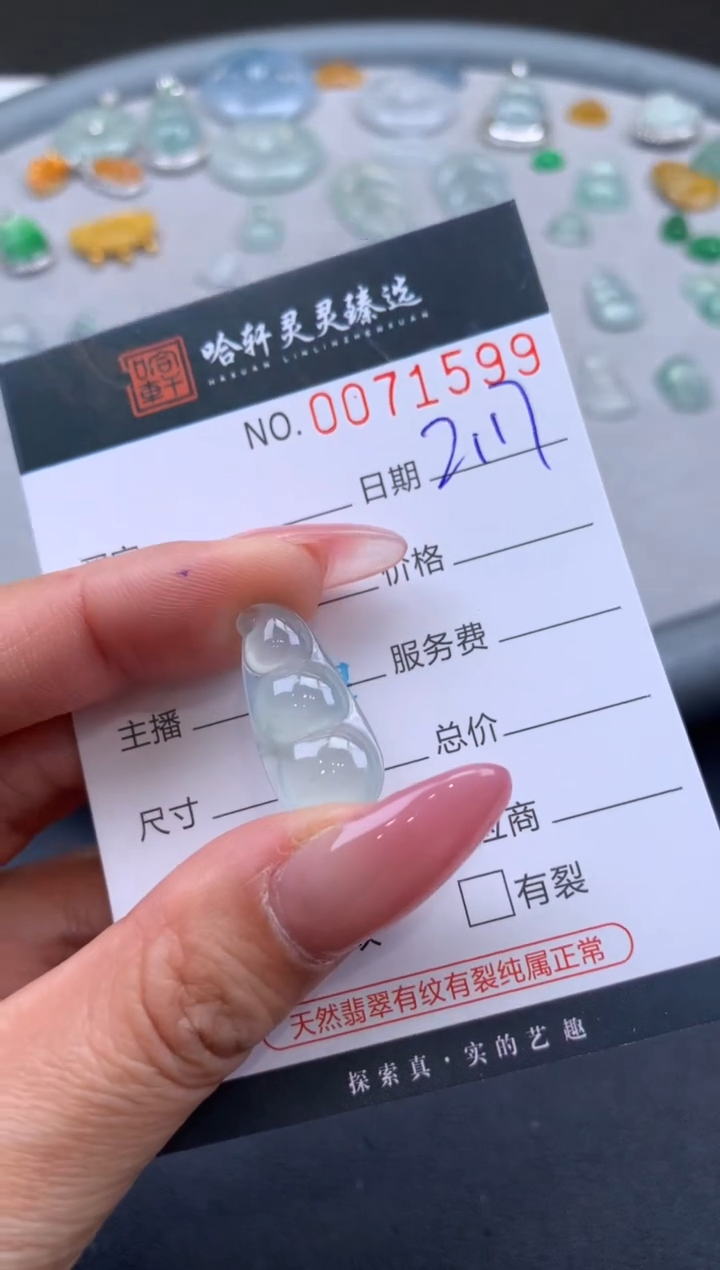 哈轩灵灵臻选
HAXUAN LINLINZHENXUAN
NO. 0071599
日期 2.17
价格
服务费
主播
总价
尺寸
商
有裂
天然翡翠有纹有裂纯属正常
探索真·实的艺趣